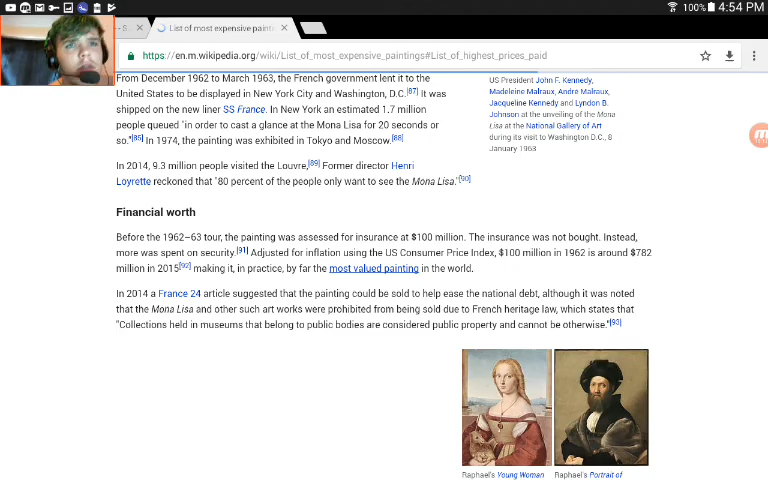 100% 4:54 PM
- S
List of most expensive painti
https://en.m.wikipedia.org/wiki/List_of_most_expensive_paintings#List_of_highest_prices_paid
From December 1962 to March 1963, the French government lent it to the
United States to be displayed in New York City and Washington, D.C.[87] It was
shipped on the new liner SS France. In New York an estimated 1.7 million
people queued "in order to cast a glance at the Mona Lisa for 20 seconds or
so."[85] In 1974, the painting was exhibited in Tokyo and Moscow.[88]
US President John F. Kennedy,
Madeleine Malraux, Andre Malraux,
Jacqueline Kennedy and Lyndon B.
Johnson at the unveiling of the Mona
Lisa at the National Gallery of Art
during its visit to Washington D.C., 8
January 1963
In 2014, 9.3 million people visited the Louvre,[89] Former director Henri
Loyrette reckoned that "80 percent of the people only want to see the Mona Lisa."[90]
Financial worth
Before the 1962–63 tour, the painting was assessed for insurance at $100 million. The insurance was not bought. Instead,
more was spent on security.[91] Adjusted for inflation using the US Consumer Price Index, $100 million in 1962 is around $782
million in 2015[92] making it, in practice, by far the most valued painting in the world.
In 2014 a France 24 article suggested that the painting could be sold to help ease the national debt, although it was noted
that the Mona Lisa and other such art works were prohibited from being sold due to French heritage law, which states that
"Collections held in museums that belong to public bodies are considered public property and cannot be otherwise."[93]
Raphael's Young Woman
Raphael's Portrait of